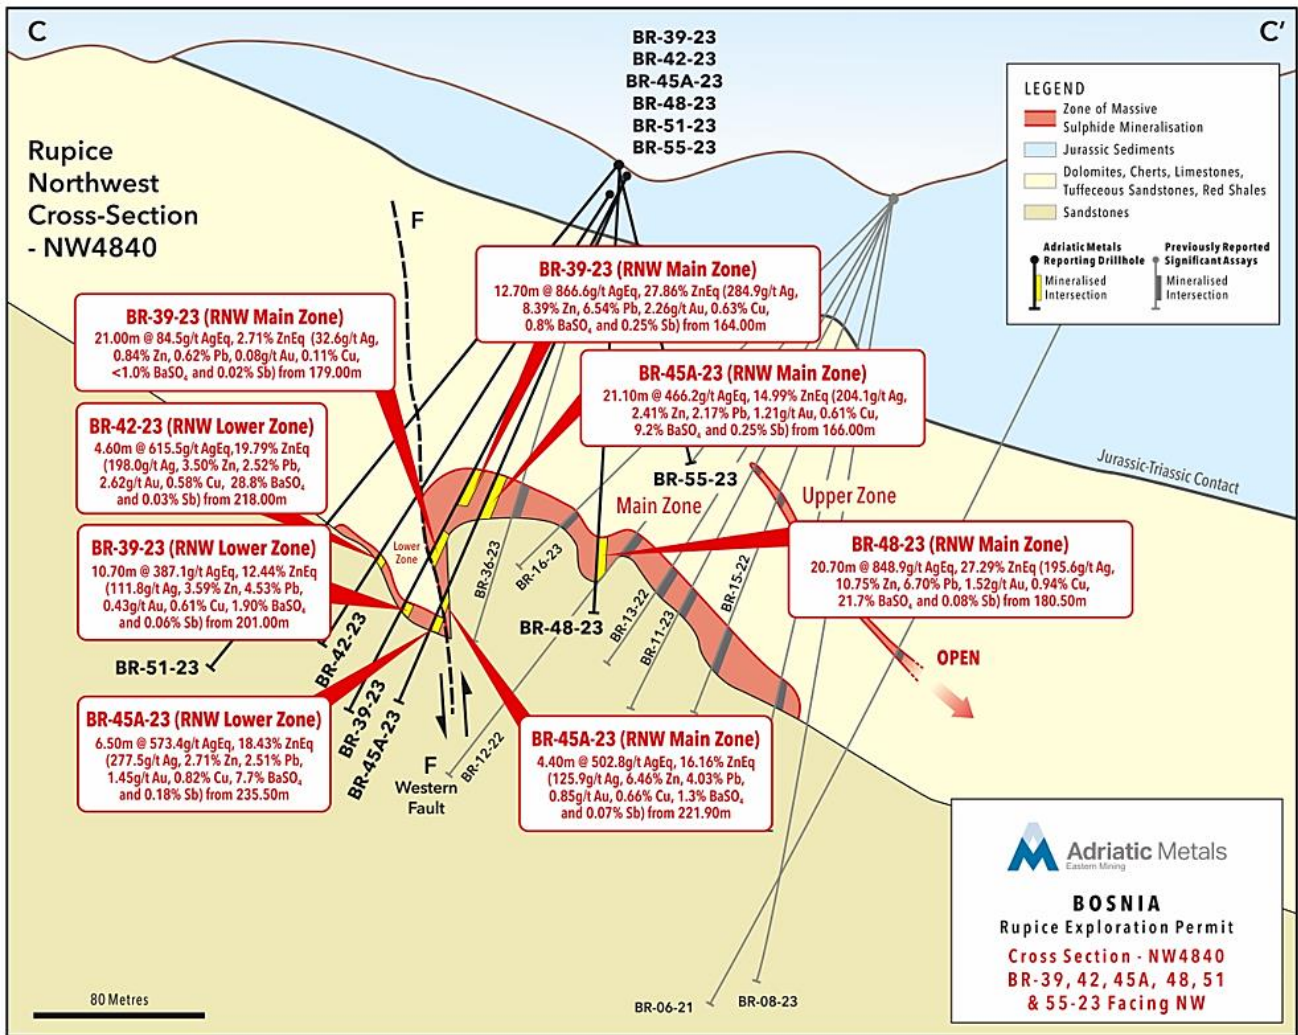 C
C'
BR-39-23
BR-42-23
BR-45A-23
BR-48-23
BR-51-23
BR-55-23
LEGEND
Zone of Massive
Sulphide Mineralisation
Jurassic Sediments
Dolomites, Cherts, Limestones,
Tuffeceous Sandstones, Red Shales
Sandstones
Adriatic Metals
Reporting Drillhole
Mineralised
Intersection
Previously Reported
Significant Assays
Mineralised
Intersection
Rupice
Northwest
Cross-Section
- NW4840
F
BR-39-23 (RNW Main Zone)
12.70m @ 866.6g/t AgEq, 27.86% ZnEq (284.9g/t Ag,
8.39% Zn, 6.54% Pb, 2.26g/t Au, 0.63% Cu,
0.8% BaSO₄ and 0.25% Sb) from 164.00m
BR-39-23 (RNW Main Zone)
21.00m @ 84.5g/t AgEq, 2.71% ZnEq (32.6g/t Ag,
0.84% Zn, 0.62% Pb, 0.08g/t Au, 0.11% Cu,
<1.0% BaSO₄ and 0.02% Sb) from 179.00m
BR-45A-23 (RNW Main Zone)
21.10m @ 466.2g/t AgEq, 14.99% ZnEq (204.1g/t Ag,
2.41% Zn, 2.17% Pb, 1.21g/t Au, 0.61% Cu,
9.2% BaSO₄ and 0.25% Sb) from 166.00m
BR-42-23 (RNW Lower Zone)
4.60m @ 615.5g/t AgEq, 19.79% ZnEq
(198.0g/t Ag, 3.50% Zn, 2.52% Pb,
2.62g/t Au, 0.58% Cu, 28.8% BaSO₄
and 0.03% Sb) from 218.00m
Jurassic-Triassic Contact
BR-55-23
Main Zone
Upper Zone
BR-39-23 (RNW Lower Zone)
10.70m @ 387.1g/t AgEq, 12.44% ZnEq
(111.8g/t Ag, 3.59% Zn, 4.53% Pb,
0.43g/t Au, 0.61% Cu, 1.90% BaSO₄
and 0.06% Sb) from 201.00m
Lower
Zone
BR-48-23 (RNW Main Zone)
20.70m @ 848.9g/t AgEq, 27.29% ZnEq (195.6g/t Ag,
10.75% Zn, 6.70% Pb, 1.52g/t Au, 0.94% Cu,
21.7% BaSO₄ and 0.08% Sb) from 180.50m
BR-36-23
BR-16-23
BR-48-23
BR-13-22
BR-11-23
BR-15-22
OPEN
BR-51-23
BR-42-23
BR-39-23
BR-45A-23
BR-12-22
BR-45A-23 (RNW Lower Zone)
6.50m @ 573.4g/t AgEq, 18.43% ZnEq
(277.5g/t Ag, 2.71% Zn, 2.51% Pb,
1.45g/t Au, 0.82% Cu, 7.7% BaSO₄
and 0.18% Sb) from 235.50m
F
Western
Fault
BR-45A-23 (RNW Main Zone)
4.40m @ 502.8g/t AgEq, 16.16% ZnEq
(125.9g/t Ag, 6.46% Zn, 4.03% Pb,
0.85g/t Au, 0.66% Cu, 1.3% BaSO₄
and 0.07% Sb) from 221.90m
80 Metres
BR-06-21
BR-08-23
Adriatic Metals
Eastern Mining
BOSNIA
Rupice Exploration Permit
Cross Section - NW4840
BR-39, 42, 45A, 48, 51
& 55-23 Facing NW